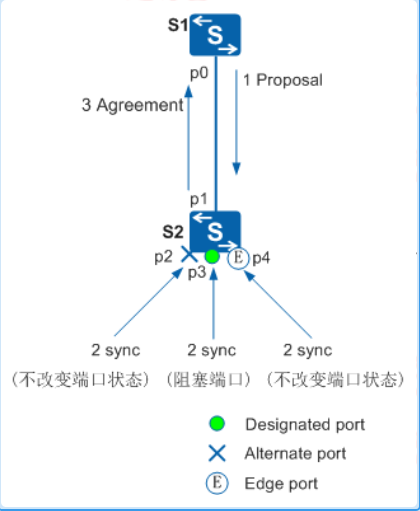 S1
S
p0
1 Proposal
3 Agreement
p1
S2
S
p2
p3
E
p4
2 sync 2 sync 2 sync
(不改变端口状态) (阻塞端口) (不改变端口状态)
Designated port
Alternate port
E Edge port